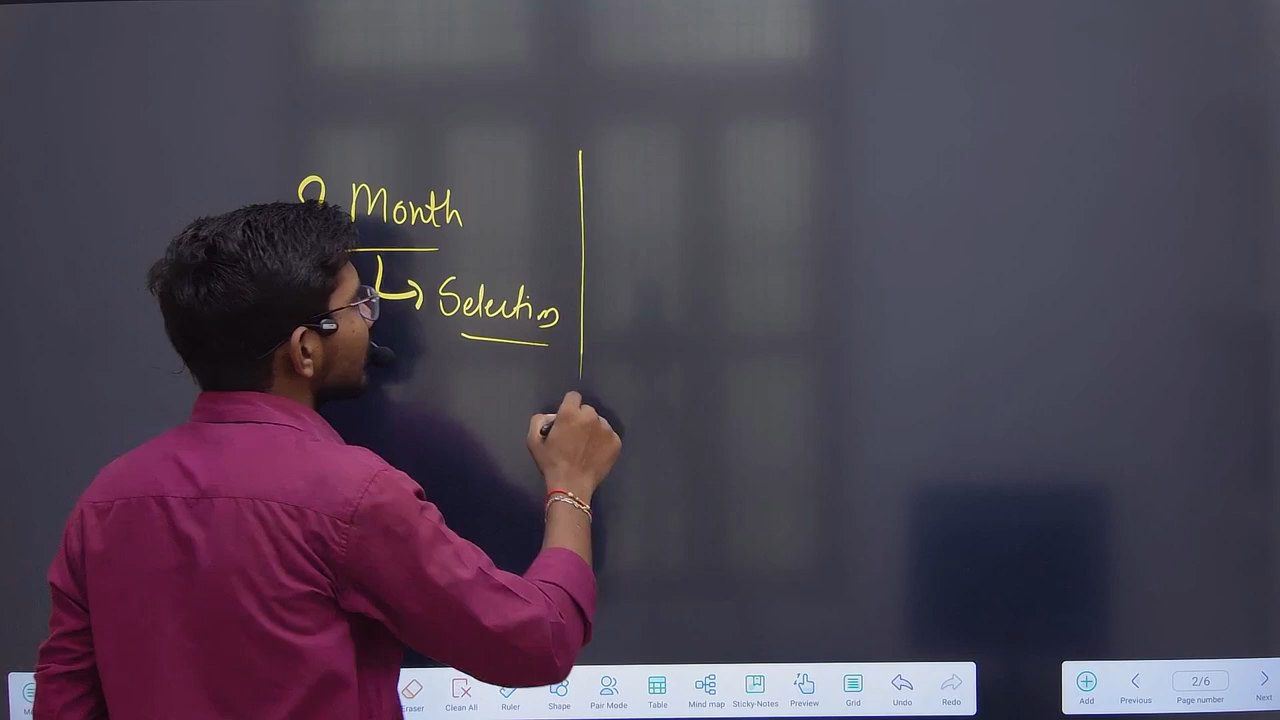 Month
Selection
Eraser Clean All Ruler Shape Pair Mode Table Mind map Sticky-Notes Preview Grid Undo Redo
Add Previous 2/6 Page number Next